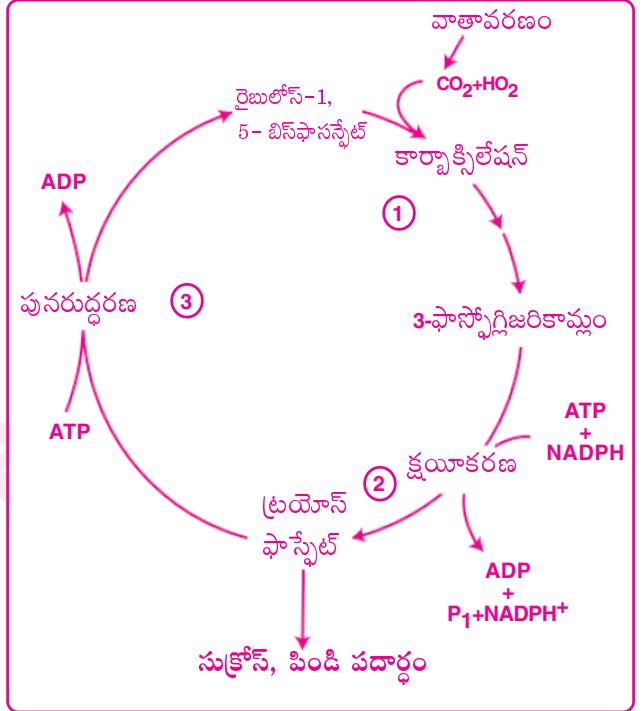 వాతావరణం
CO2+HO2
రైబులోస్-1,
5- బిస్‌ఫాసస్ఫేట్
కార్బాక్సిలేషన్
1
ADP
పునరుద్ధరణ
3
3-ఫాస్ఫోగ్లిజరికామ్లం
ATP
ATP
+
NADPH
క్షయీకరణ
2
ట్రయోస్
ఫాస్ఫేట్
ADP
+
P1+NADPH+
సుక్రోస్, పిండి పదార్ధం